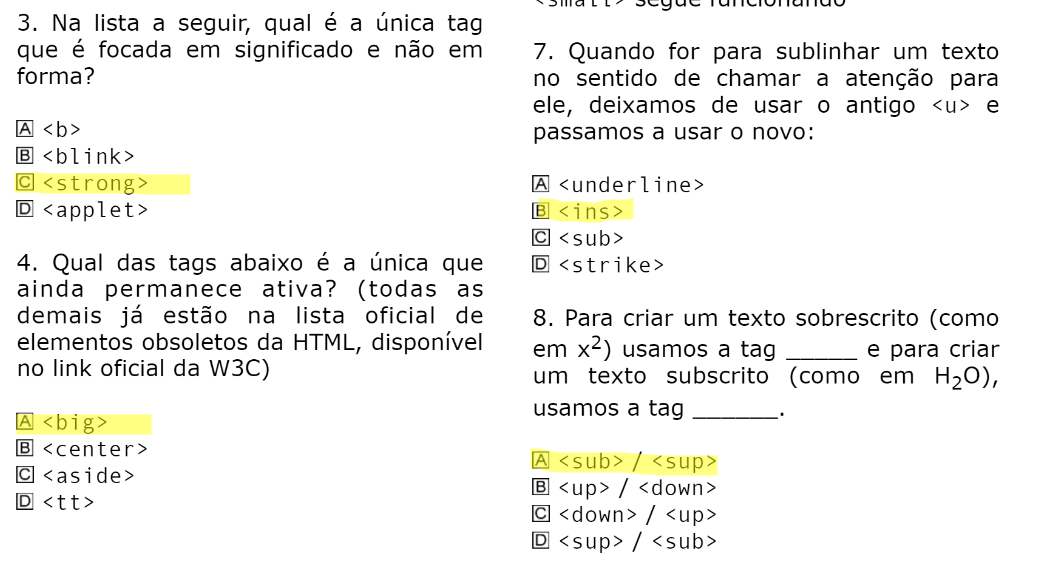 3. Na lista a seguir, qual é a única tag
que é focada em significado e não em
forma?
A <b>
B <blink>
C <strong>
D <applet>
4. Qual das tags abaixo é a única que
ainda permanece ativa? (todas as
demais já estão na lista oficial de
elementos obsoletos da HTML, disponível
no link oficial da W3C)
A <big>
B <center>
C <aside>
D <tt>
<small> segue funcionando
7. Quando for para sublinhar um texto
no sentido de chamar a atenção para
ele, deixamos de usar o antigo <u> e
passamos a usar o novo:
A <underline>
B <ins>
C <sub>
D <strike>
8. Para criar um texto sobrescrito (como
em x²) usamos a tag _____ e para criar
um texto subscrito (como em H₂O),
usamos a tag ______.
A <sub> / <sup>
B <up> / <down>
C <down> / <up>
D <sup> / <sub>